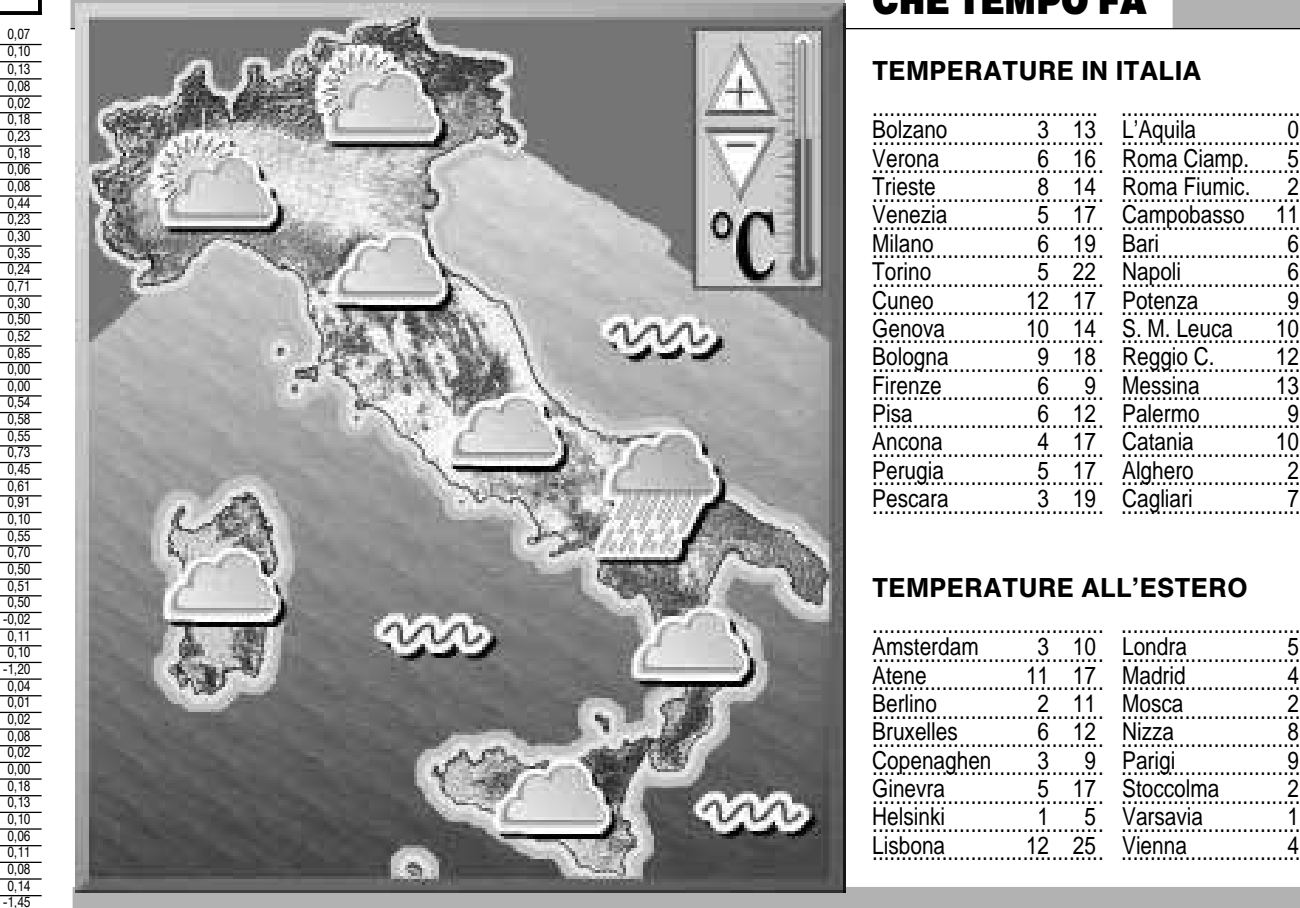 0,07
0,10
0,13
0,08
0,02
0,18
0,23
0,18
0,06
0,08
0,44
0,23
0,30
0,35
0,24
0,71
0,30
0,50
0,52
0,85
0,00
0,00
0,54
0,58
0,55
0,73
0,45
0,61
0,91
0,10
0,55
0,70
0,50
0,51
0,50
-0,02
0,11
0,10
-1,20
0,04
0,01
0,02
0,08
0,02
0,00
0,18
0,13
0,10
0,06
0,11
0,08
0,14
-1,45
+
−
°C
CHE TEMPO FA
TEMPERATURE IN ITALIA
Bolzano 3 13 L'Aquila 0
Verona 6 16 Roma Ciamp. 5
Trieste 8 14 Roma Fiumic. 2
Venezia 5 17 Campobasso 11
Milano 6 19 Bari 6
Torino 5 22 Napoli 6
Cuneo 12 17 Potenza 9
Genova 10 14 S. M. Leuca 10
Bologna 9 18 Reggio C. 12
Firenze 6 9 Messina 13
Pisa 6 12 Palermo 9
Ancona 4 17 Catania 10
Perugia 5 17 Alghero 2
Pescara 3 19 Cagliari 7
TEMPERATURE ALL'ESTERO
Amsterdam 3 10 Londra 5
Atene 11 17 Madrid 4
Berlino 2 11 Mosca 2
Bruxelles 6 12 Nizza 8
Copenaghen 3 9 Parigi 9
Ginevra 5 17 Stoccolma 2
Helsinki 1 5 Varsavia 1
Lisbona 12 25 Vienna 4